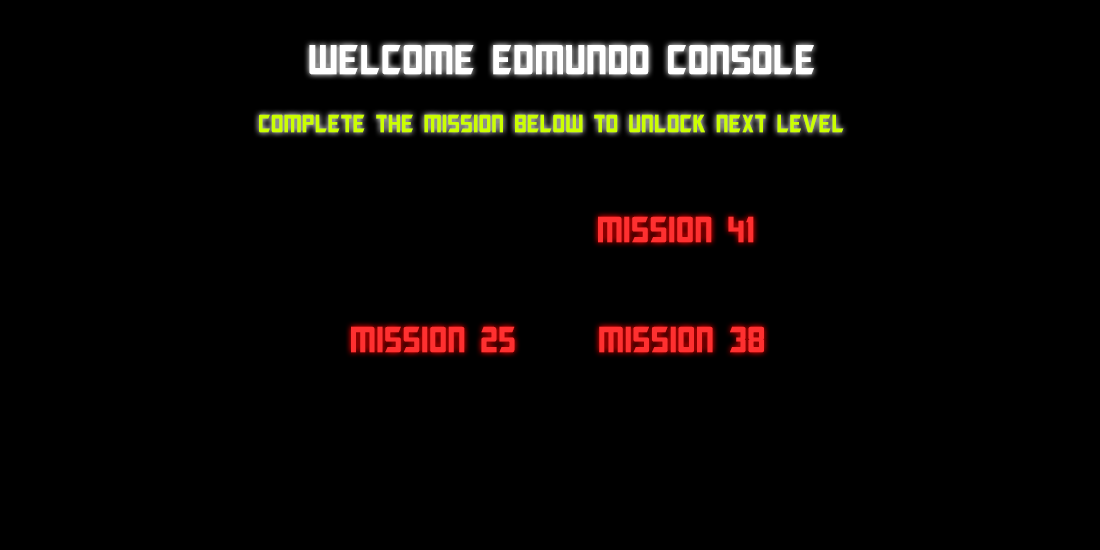 WELCOME EDMUNDO CONSOLE
COMPLETE THE MISSION BELOW TO UNLOCK NEXT LEVEL
MISSION 41
MISSION 25 MISSION 38